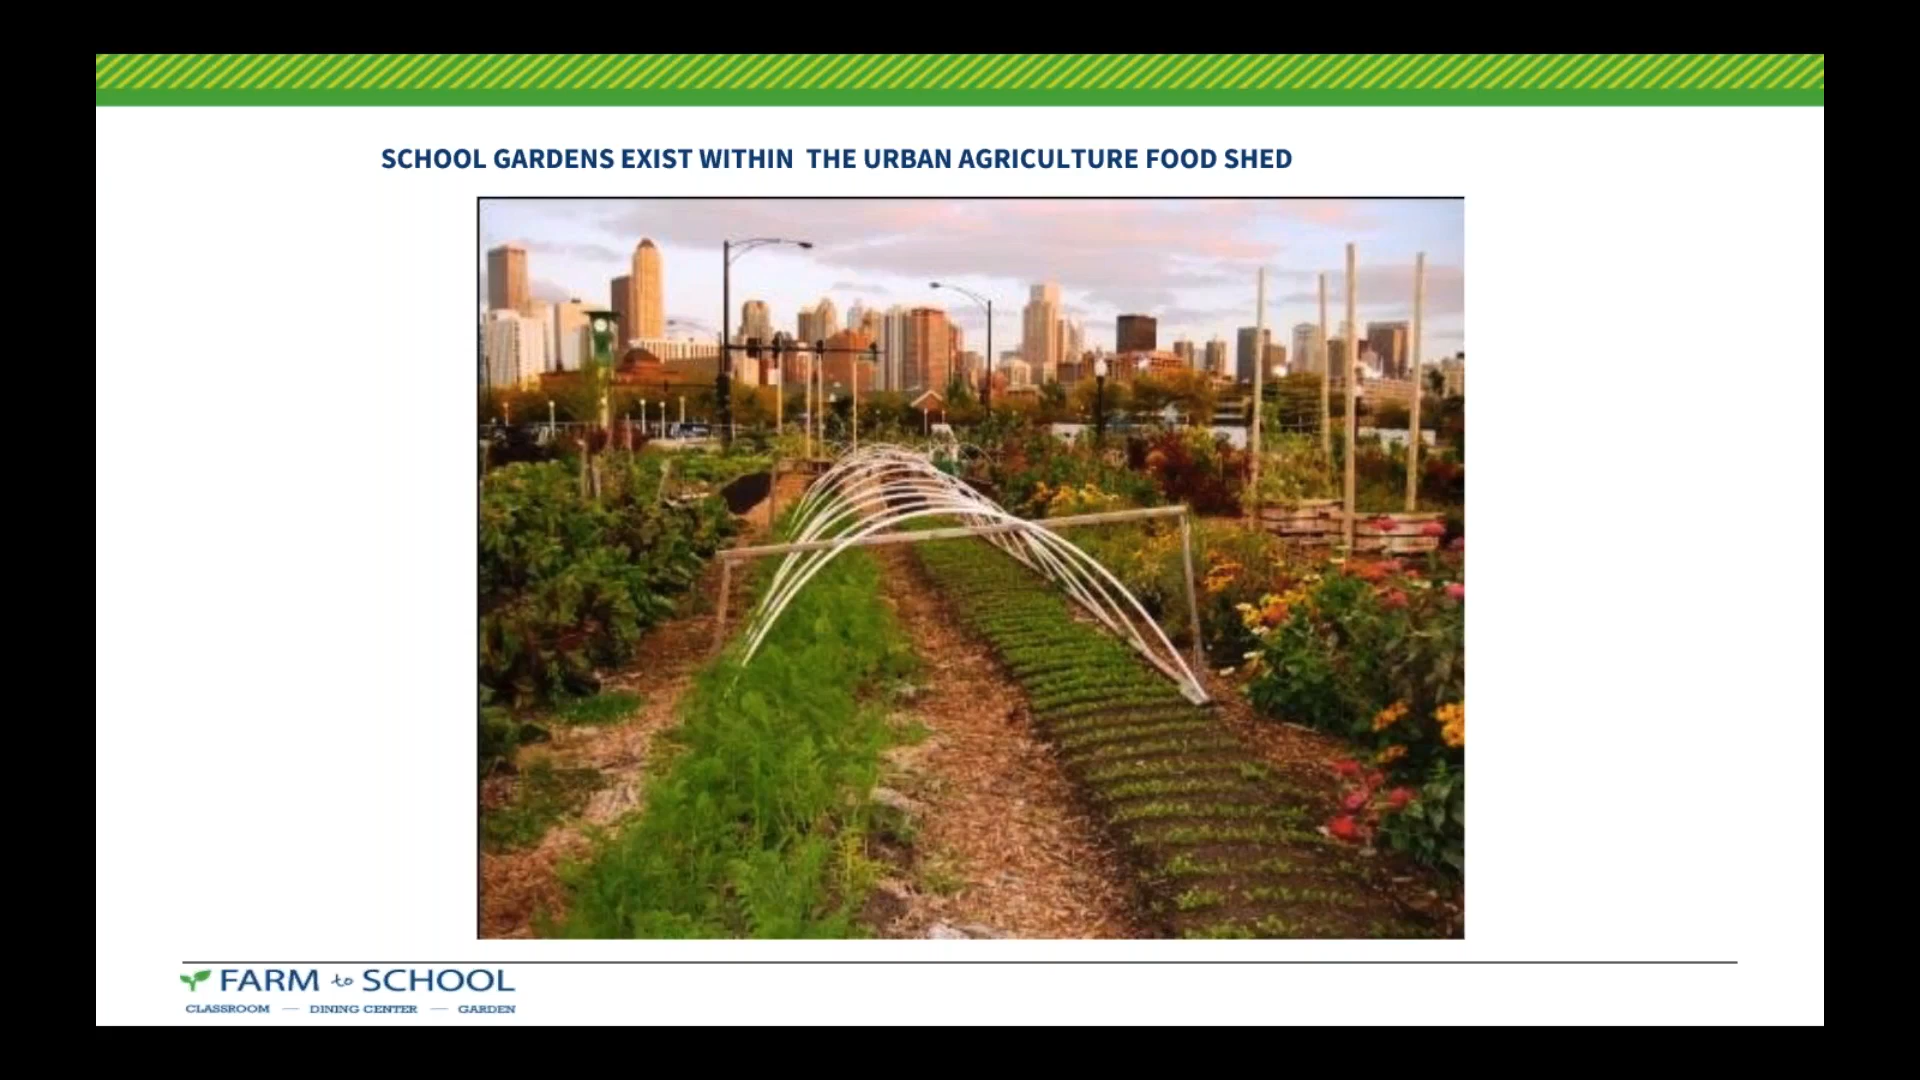 SCHOOL GARDENS EXIST WITHIN  THE URBAN AGRICULTURE FOOD SHED
FARM to SCHOOL
CLASSROOM — DINING CENTER — GARDEN